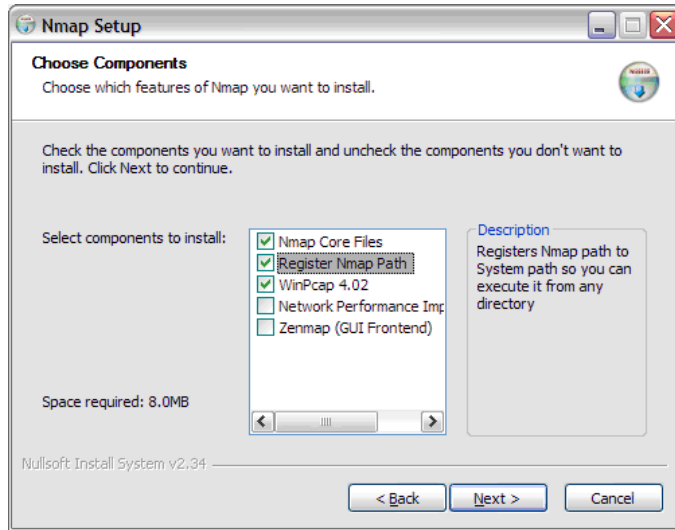 Nmap Setup
Choose Components
Choose which features of Nmap you want to install.
Check the components you want to install and uncheck the components you don't want to
install. Click Next to continue.
Select components to install:
Nmap Core Files
Register Nmap Path
WinPcap 4.02
Network Performance Imp
Zenmap (GUI Frontend)
Description
Registers Nmap path to
System path so you can
execute it from any
directory
Space required: 8.0MB
Nullsoft Install System v2.34
< Back
Next >
Cancel